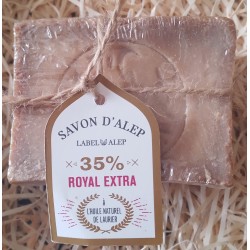 SAVON D'ALEP
LABEL ALEP
35%
ROYAL EXTRA
À
L'HUILE NATUREL
DE LAURIER